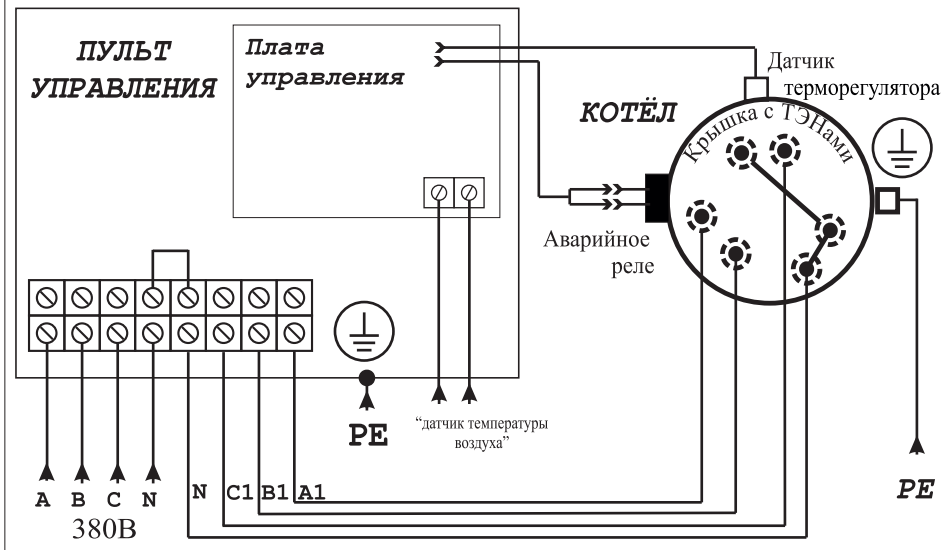 ПУЛЬТ
УПРАВЛЕНИЯ
Плата
управления
Датчик
терморегулятора
КОТЁЛ
Крышка с ТЭНами
Аварийное
реле
PE
“датчик температуры
воздуха”
A B C N N C1 B1 A1
380В
PE